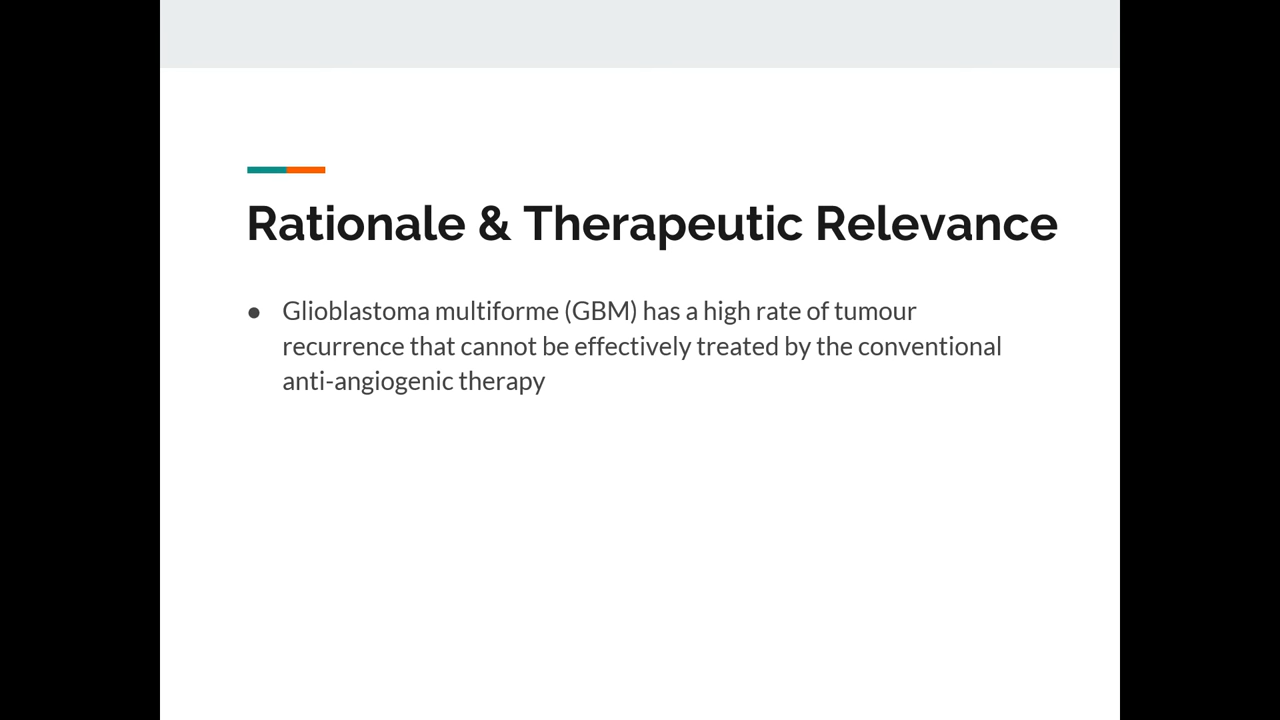 Rationale & Therapeutic Relevance
● Glioblastoma multiforme (GBM) has a high rate of tumour
recurrence that cannot be effectively treated by the conventional
anti-angiogenic therapy